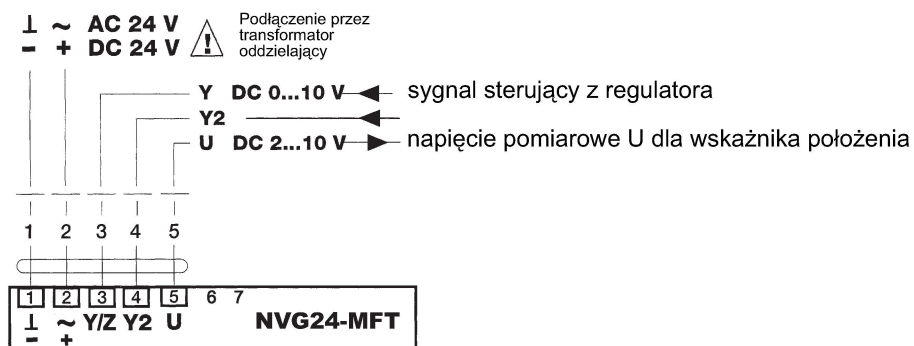 ⊥ ~ AC 24 V
– + DC 24 V
Podłączenie przez
transformator
oddzielający
Y DC 0...10 V sygnal sterujący z regulatora
Y2
U DC 2...10 V napięcie pomiarowe U dla wskażnika położenia
1 2 3 4 5
1 2 3 4 5 6 7
⊥ ~ Y/Z Y2 U NVG24-MFT
– +